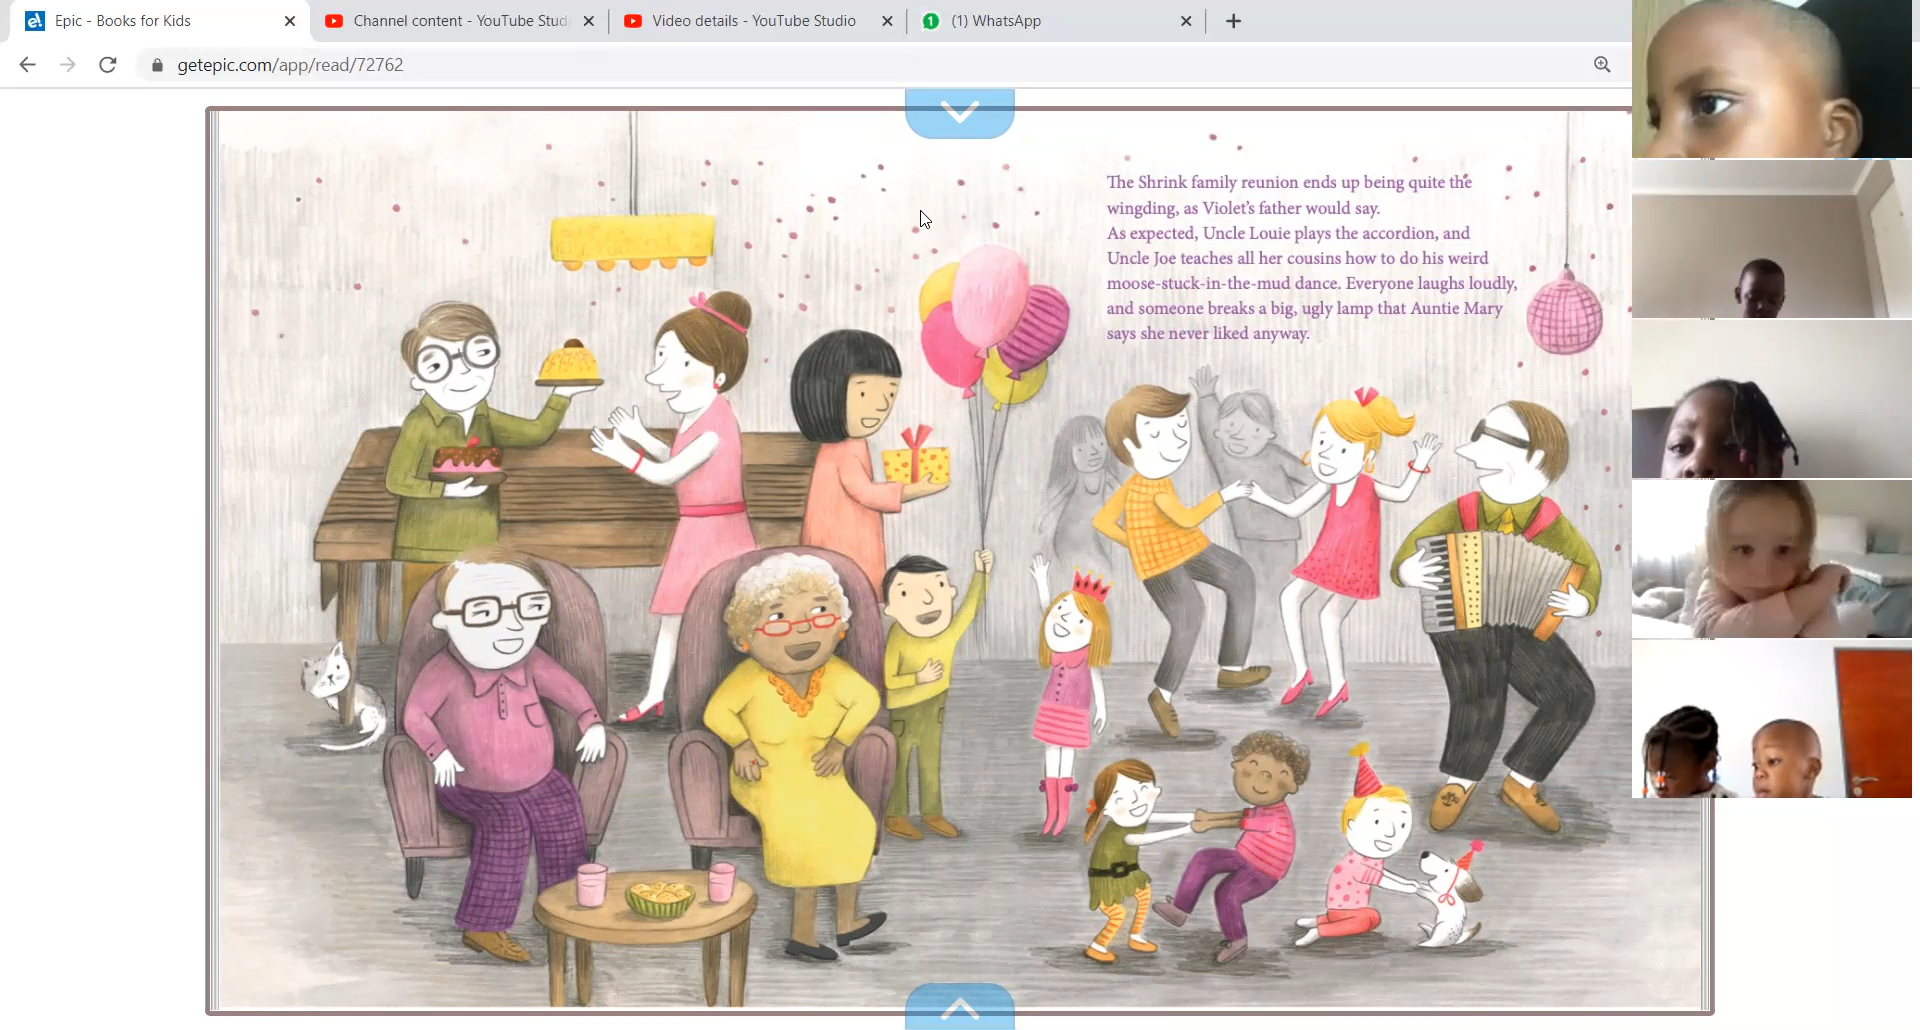 Epic - Books for Kids
Channel content - YouTube Stud
Video details - YouTube Studio
1
(1) WhatsApp
getepic.com/app/read/72762
The Shrink family reunion ends up being quite the
wingding, as Violet's father would say.
As expected, Uncle Louie plays the accordion, and
Uncle Joe teaches all her cousins how to do his weird
moose-stuck-in-the-mud dance. Everyone laughs loudly,
and someone breaks a big, ugly lamp that Auntie Mary
says she never liked anyway.